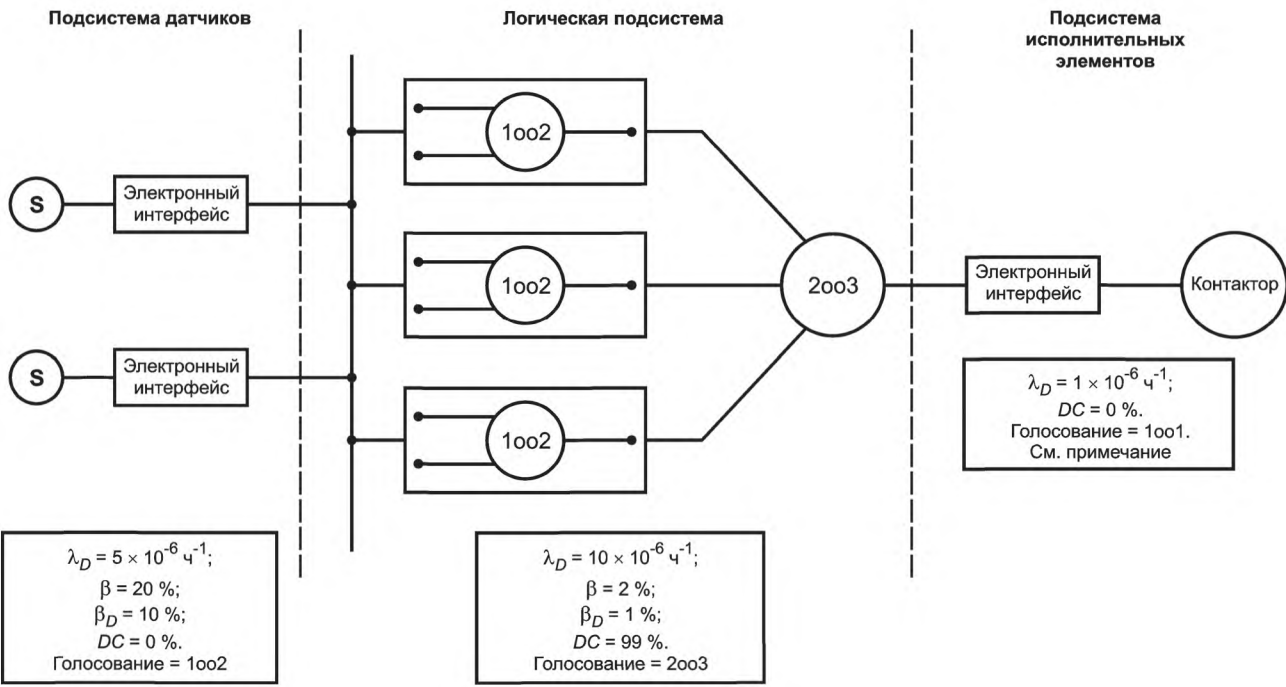 Подсистема датчиков
Логическая подсистема
Подсистема
исполнительных
элементов
1oo2
S
Электронный
интерфейс
1oo2
2oo3
Электронный
интерфейс
Контактор
S
Электронный
интерфейс
1oo2
λD = 1 × 10⁻⁶ ч⁻¹;
DC = 0 %.
Голосование = 1oo1.
См. примечание
λD = 5 × 10⁻⁶ ч⁻¹;
β = 20 %;
βD = 10 %;
DC = 0 %.
Голосование = 1oo2
λD = 10 × 10⁻⁶ ч⁻¹;
β = 2 %;
βD = 1 %;
DC = 99 %.
Голосование = 2oo3